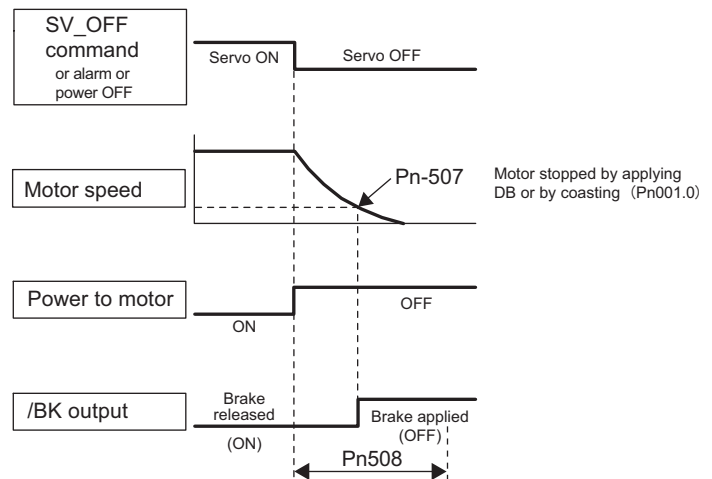 SV_OFF
command
or alarm or
power OFF
Servo ON
Servo OFF
Motor speed
Pn-507
Motor stopped by applying
DB or by coasting (Pn001.0)
Power to motor
ON
OFF
/BK output
Brake
released
(ON)
Brake applied
(OFF)
Pn508